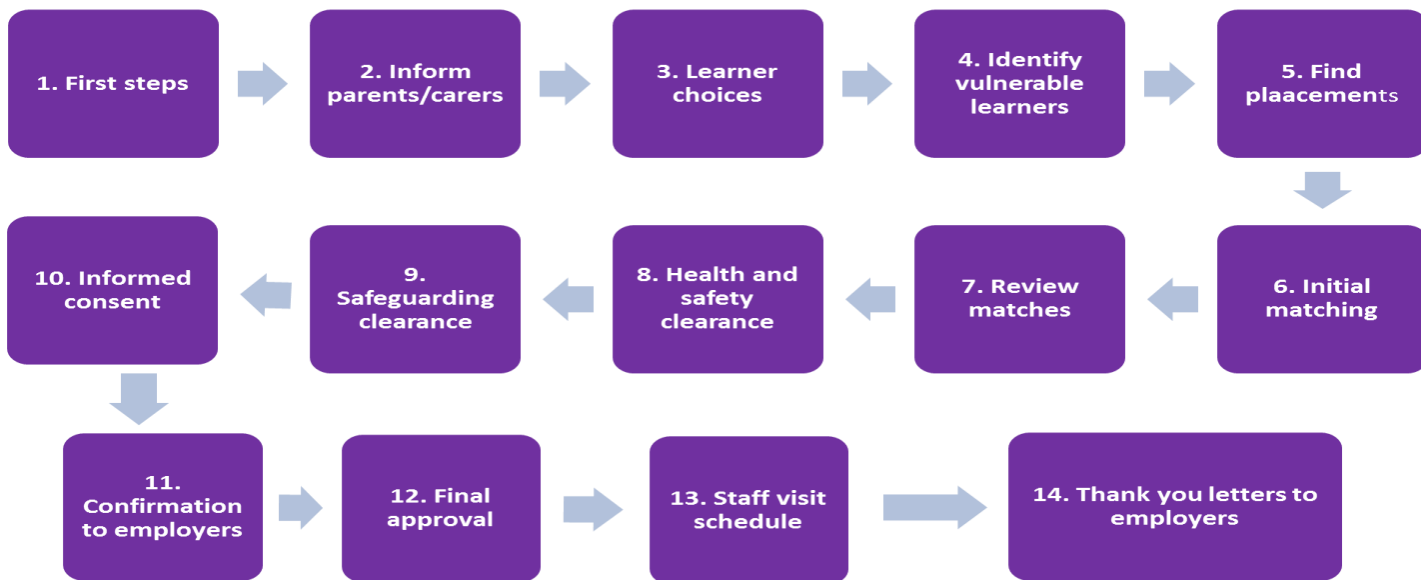 1. First steps
2. Inform
parents/carers
3. Learner
choices
4. Identify
vulnerable
learners
5. Find
plaacements
10. Informed
consent
9.
Safeguarding
clearance
8. Health and
safety
clearance
7. Review
matches
6. Initial
matching
11.
Confirmation
to employers
12. Final
approval
13. Staff visit
schedule
14. Thank you letters to
employers